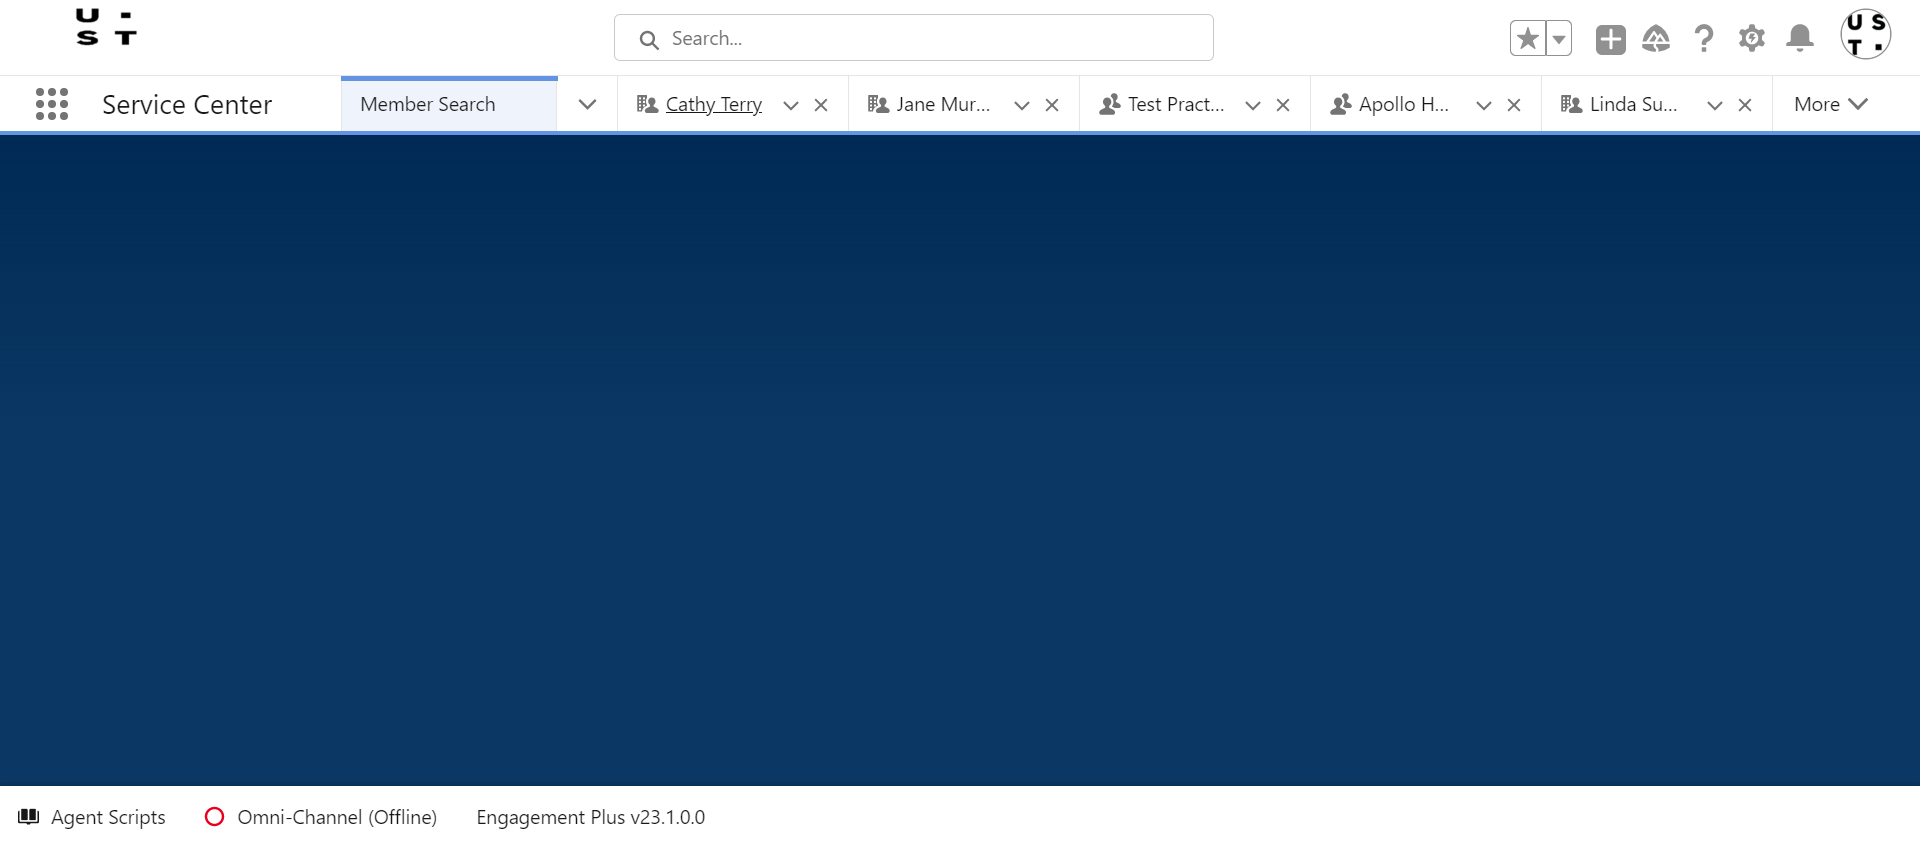 U
ST
Search...
U S
T
Service Center
Member Search
Cathy Terry
Jane Mur...
Test Pract...
Apollo H...
Linda Su...
More
Agent Scripts
Omni-Channel (Offline)
Engagement Plus v23.1.0.0